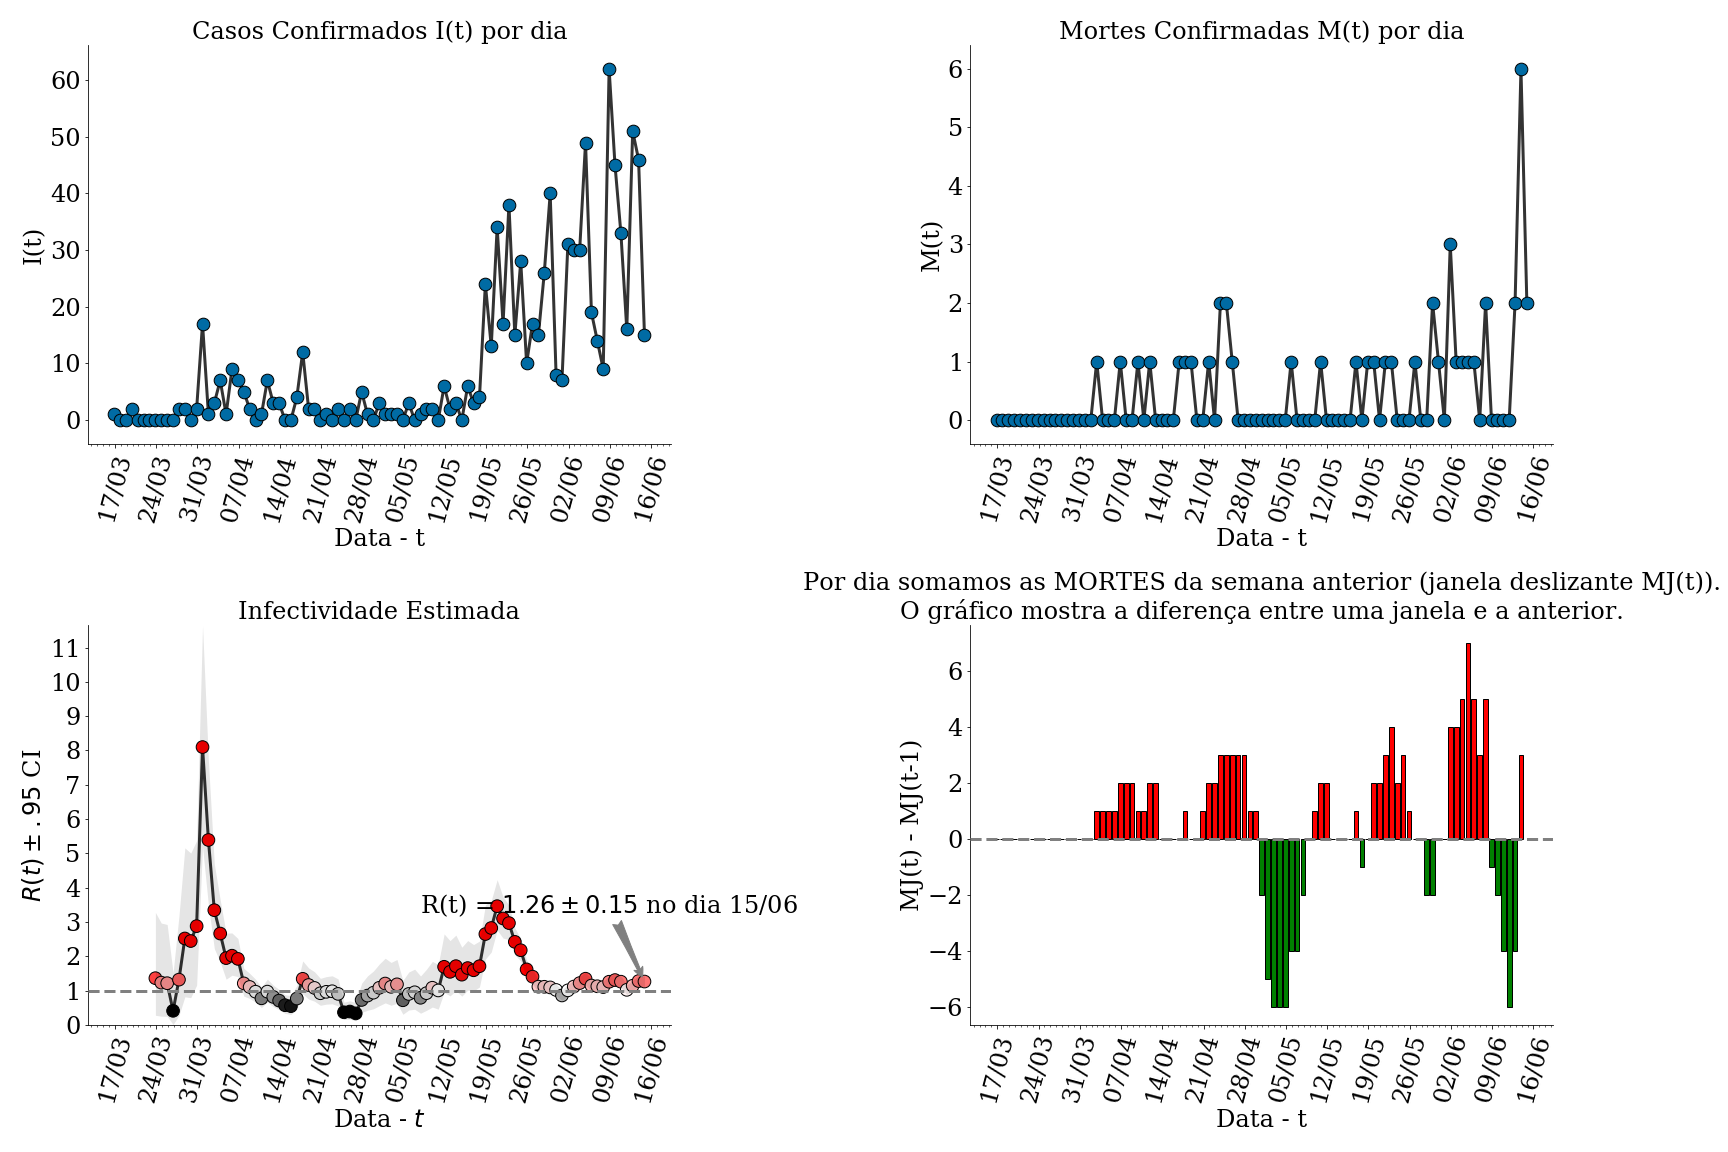 Casos Confirmados I(t) por dia
I(t)
60
50
40
30
20
10
0
17/03 24/03 31/03 07/04 14/04 21/04 28/04 05/05 12/05 19/05 26/05 02/06 09/06 16/06
Data - t
Mortes Confirmadas M(t) por dia
M(t)
6
5
4
3
2
1
0
17/03 24/03 31/03 07/04 14/04 21/04 28/04 05/05 12/05 19/05 26/05 02/06 09/06 16/06
Data - t
Infectividade Estimada
R(t) ± .95 CI
11
10
9
8
7
6
5
4
3
2
1
0
R(t) = 1.26 ± 0.15 no dia 15/06
17/03 24/03 31/03 07/04 14/04 21/04 28/04 05/05 12/05 19/05 26/05 02/06 09/06 16/06
Data - t
Por dia somamos as MORTES da semana anterior (janela deslizante MJ(t)).
O gráfico mostra a diferença entre uma janela e a anterior.
MJ(t) - MJ(t-1)
6
4
2
0
−2
−4
−6
17/03 24/03 31/03 07/04 14/04 21/04 28/04 05/05 12/05 19/05 26/05 02/06 09/06 16/06
Data - t